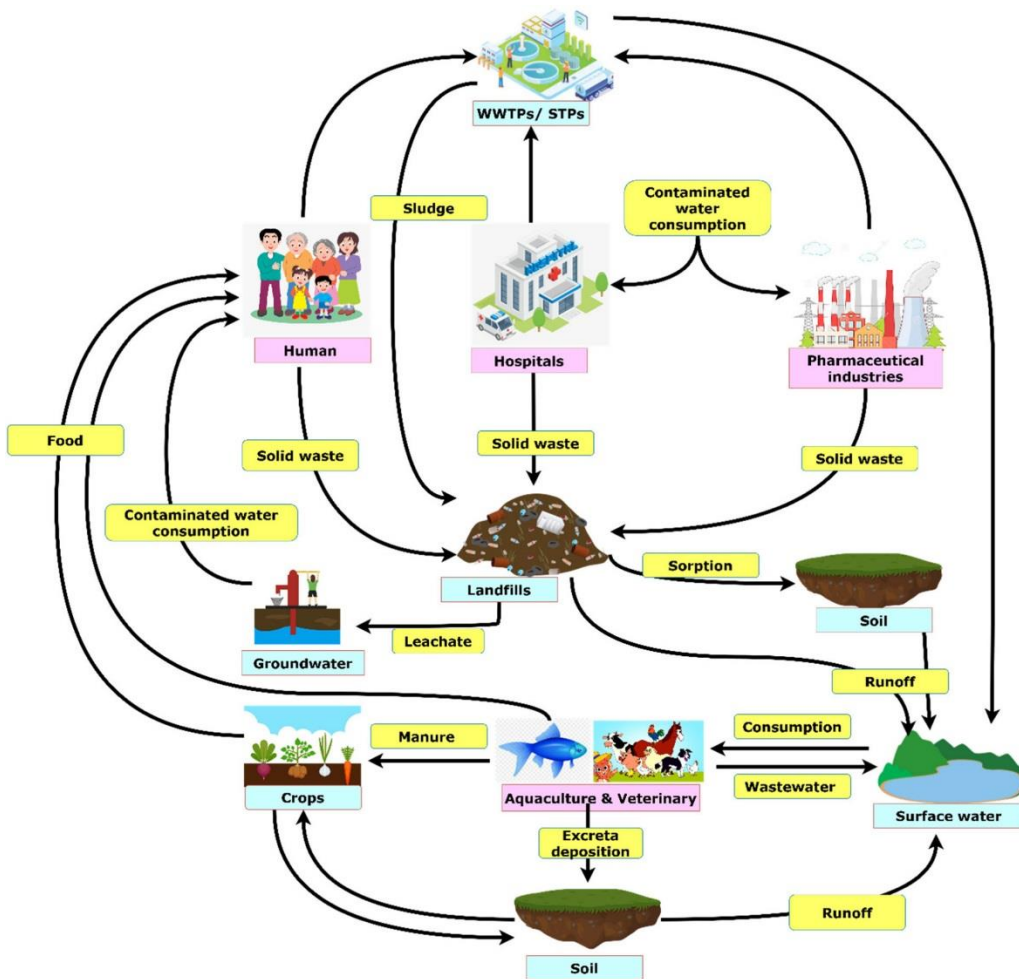 WWTPs/ STPs
Sludge
Contaminated
water
consumption
Human
Hospitals
Pharmaceutical
industries
Food
Solid waste
Solid waste
Solid waste
Contaminated water
consumption
Sorption
Landfills
Soil
Leachate
Groundwater
Runoff
Manure
Consumption
Wastewater
Crops
Aquaculture & Veterinary
Surface water
Excreta
deposition
Runoff
Soil